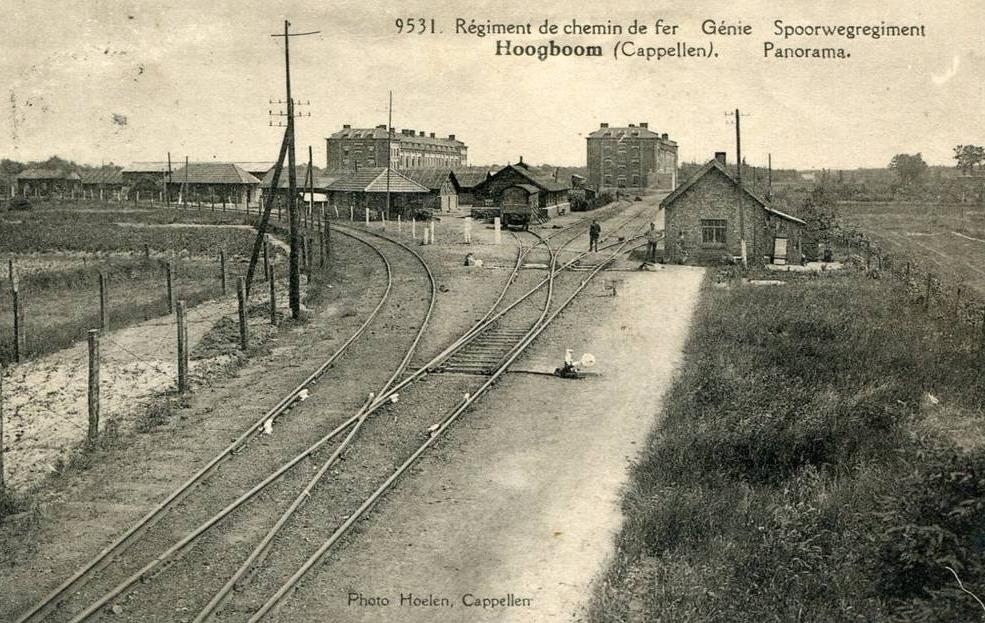 9531. Régiment de chemin de fer Génie Spoorwegregiment
Hoogboom (Cappellen). Panorama.
Photo Hoelen, Cappellen